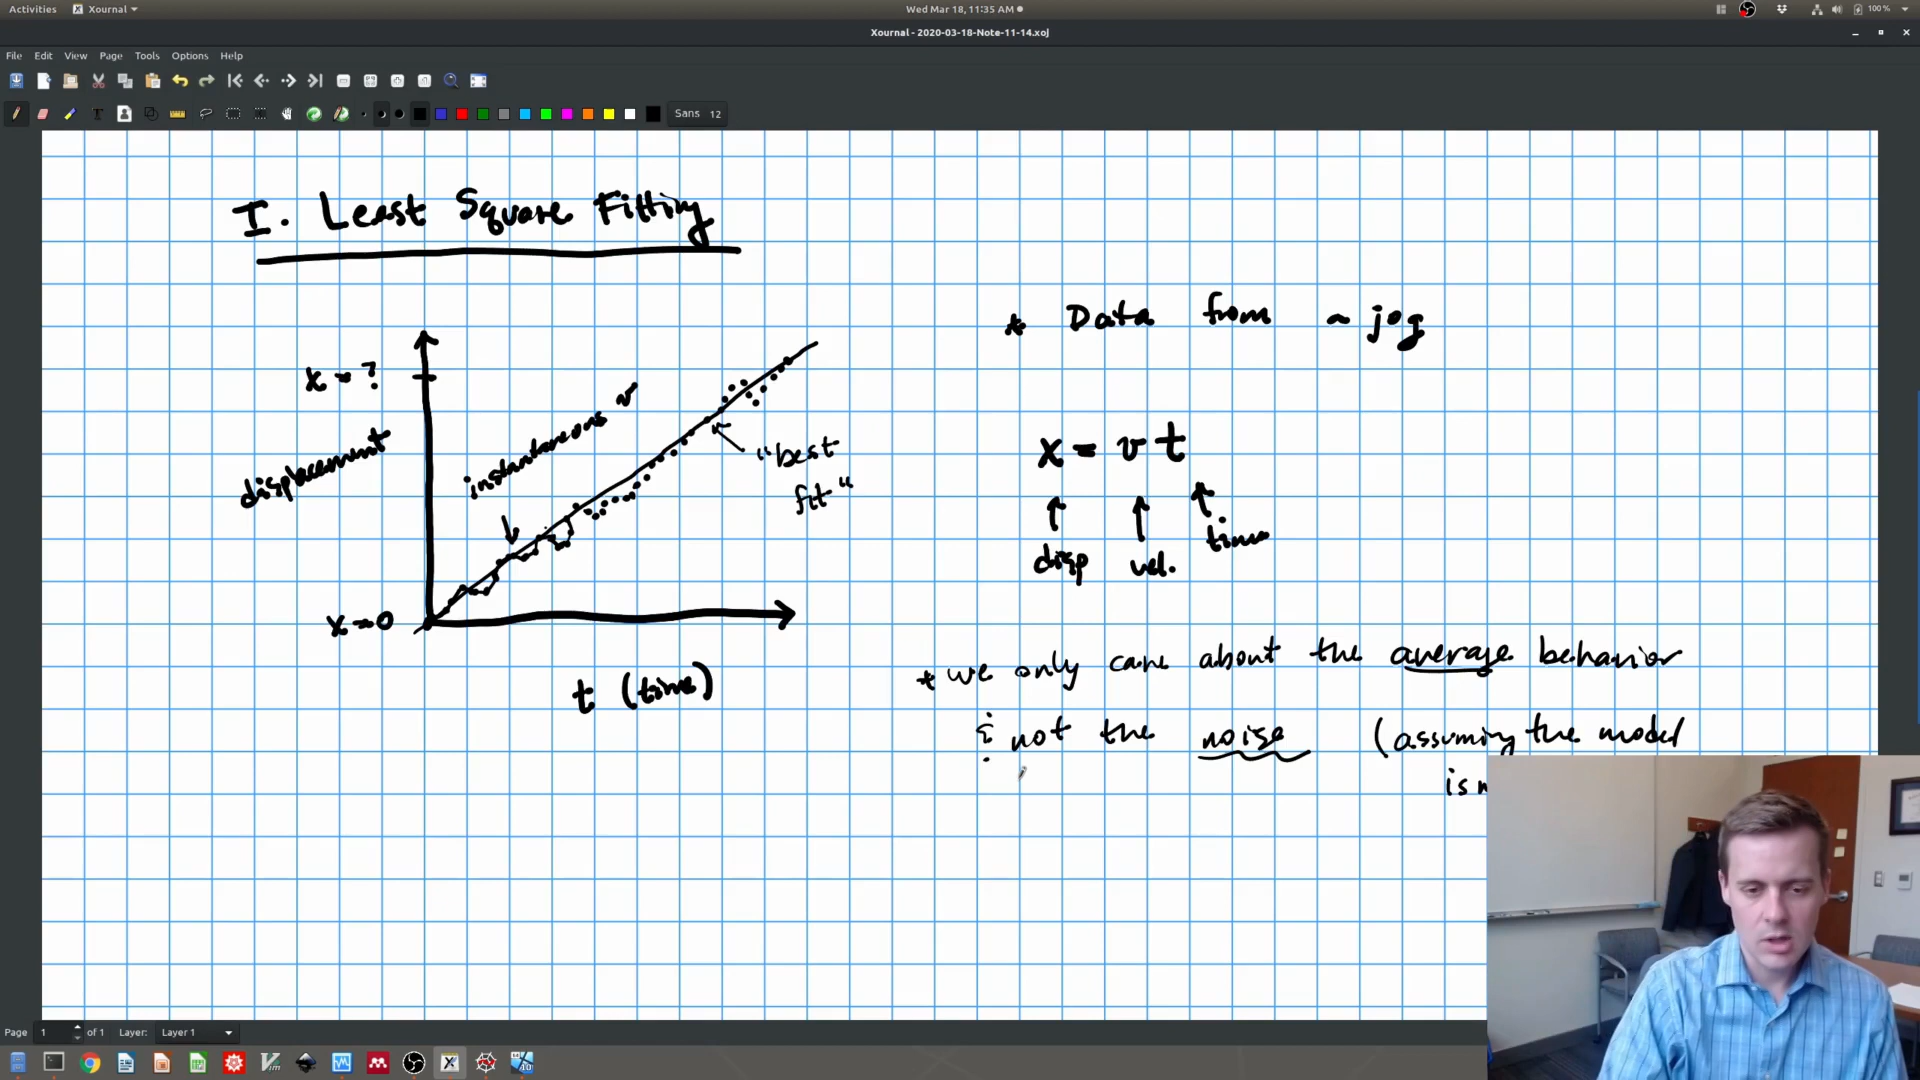 Activities
Xournal
Wed Mar 18, 11:35 AM
100 %
Xournal - 2020-03-18-Note-11-14.xoj
File Edit View Page Tools Options Help
Sans 12
I. Least Square Fitting
* Data from ~ jog
x = ?
instantaneous v
displacement
"best
fit"
x = v t
disp vel. time
x=0
t (time)
* we only care about the average behavior
& not the noise (assuming the model
is
Page 1 of 1 Layer: Layer 1